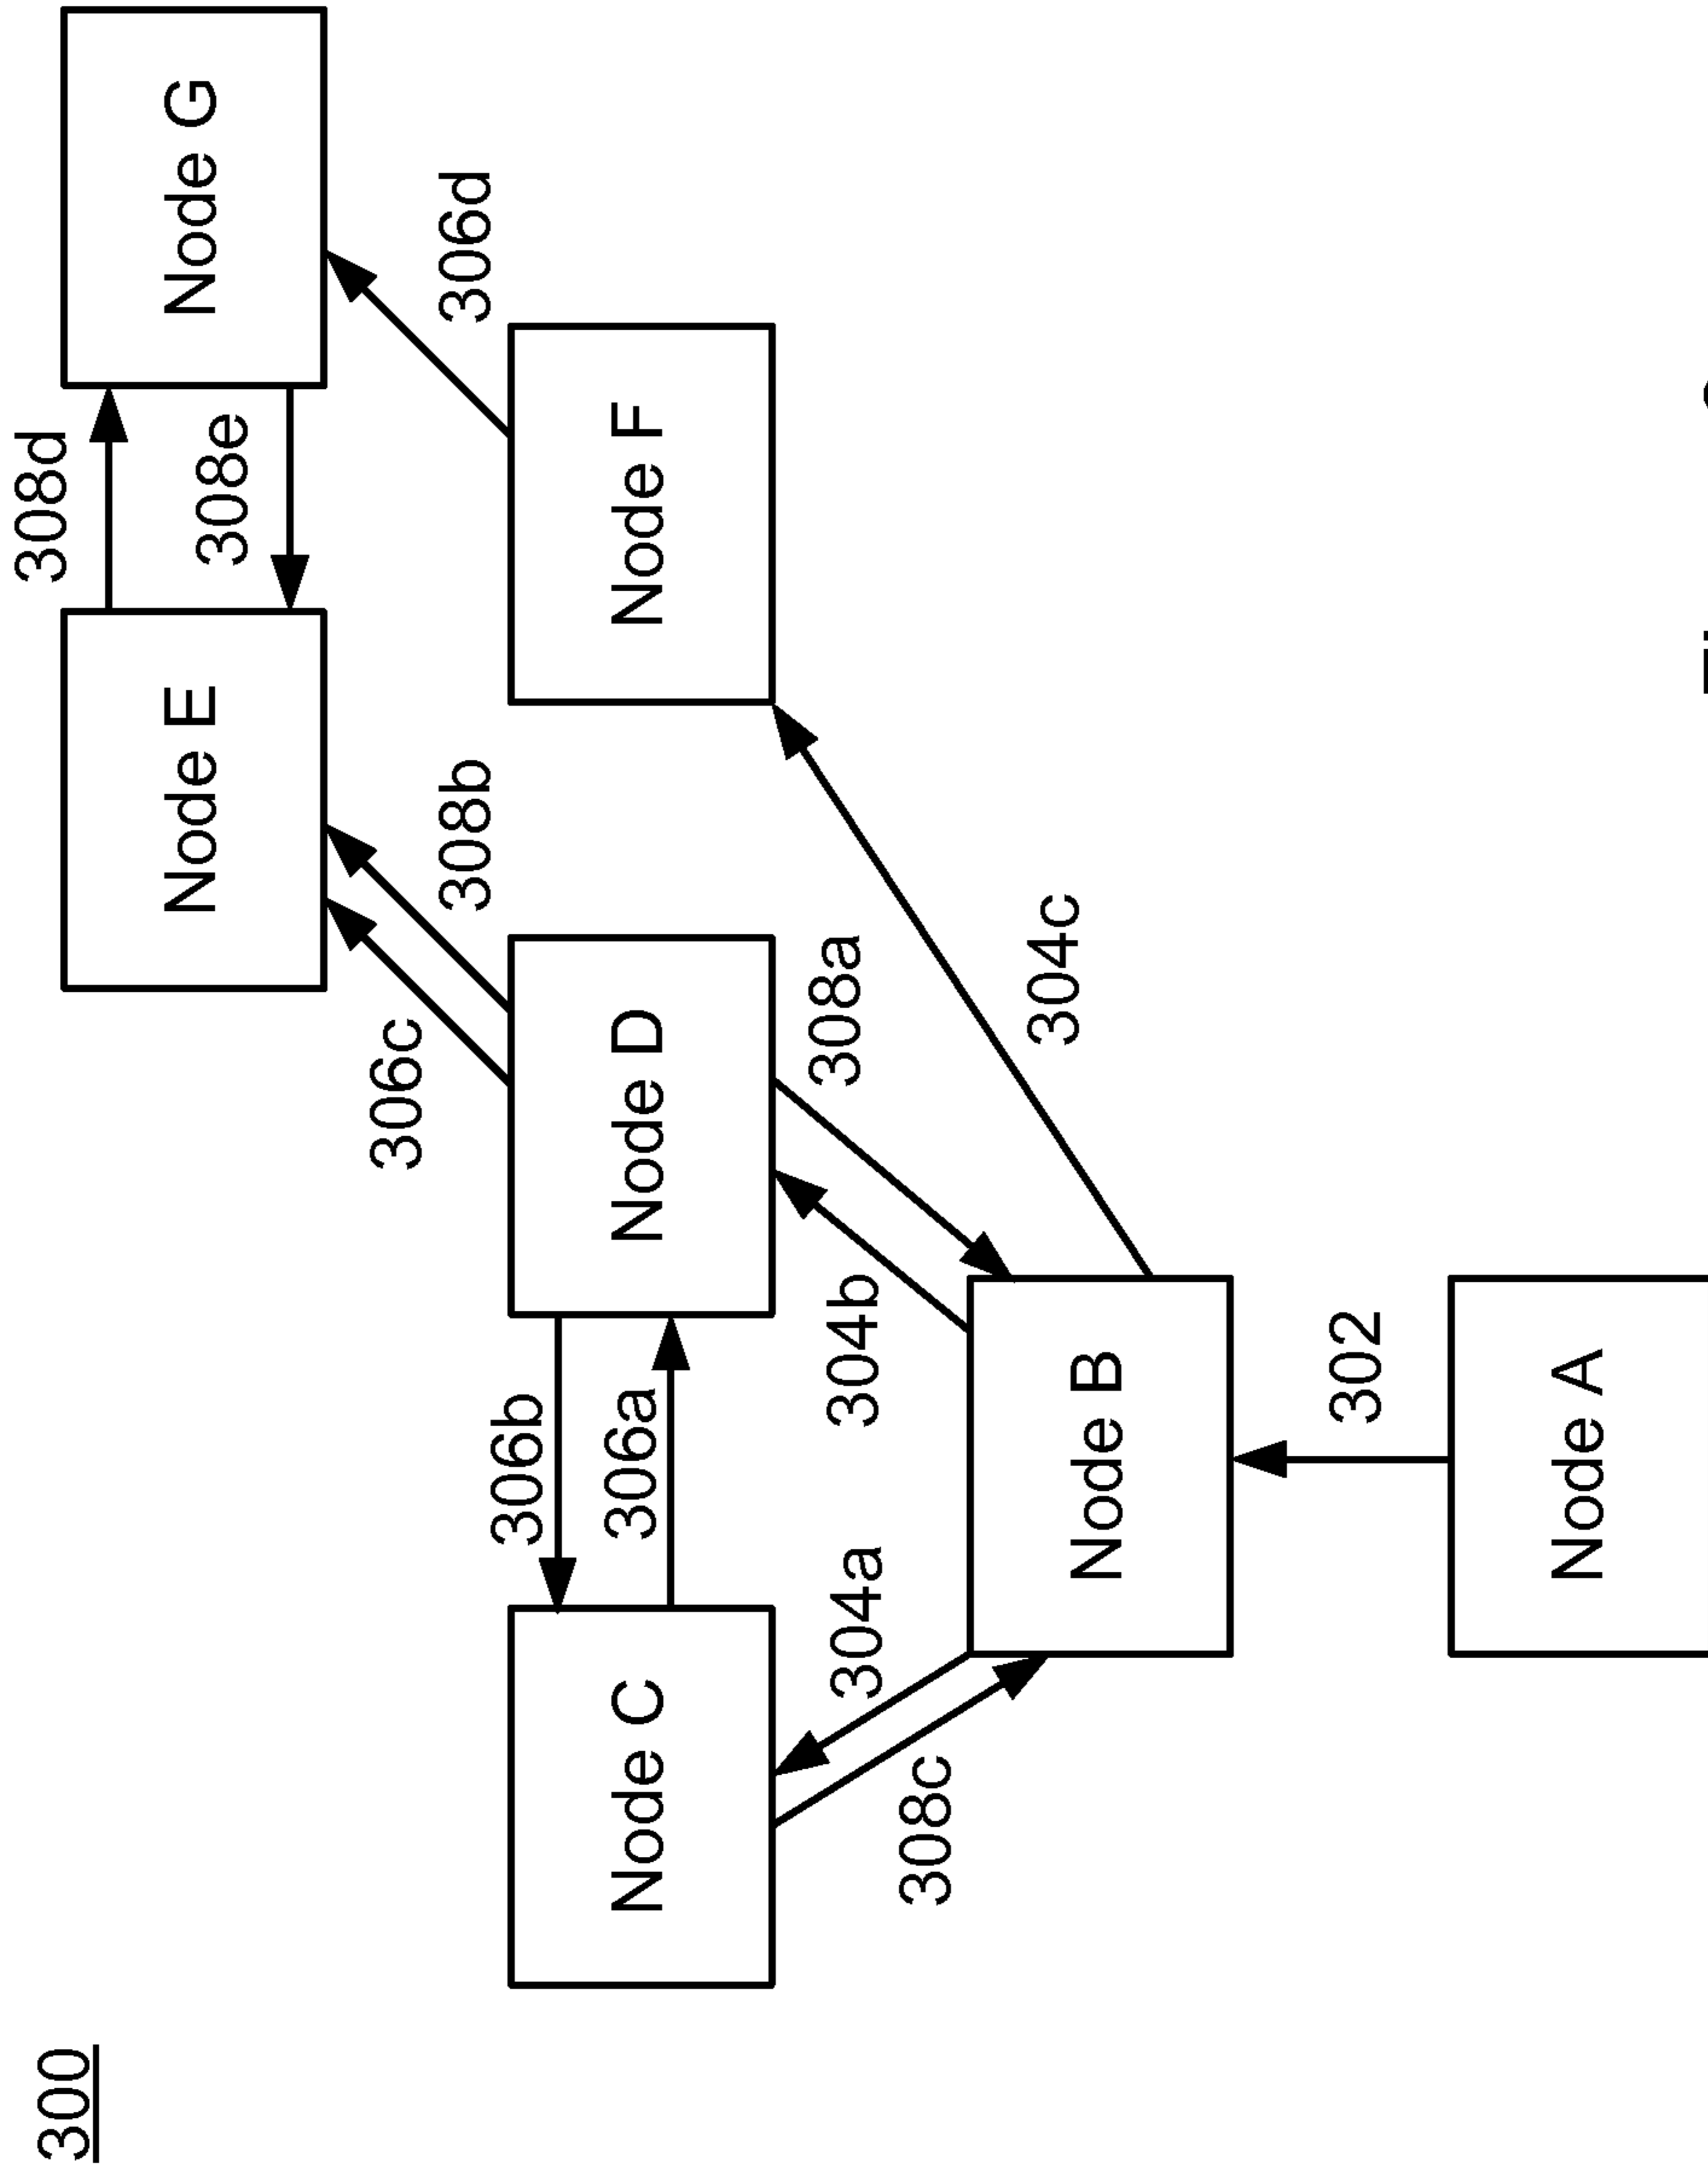 300
308d
Node E
Node G
308e
306c
308b
306d
306b
306a
Node C
Node D
Node F
304a
304b
308a
308c
304c
Node B
302
Node A